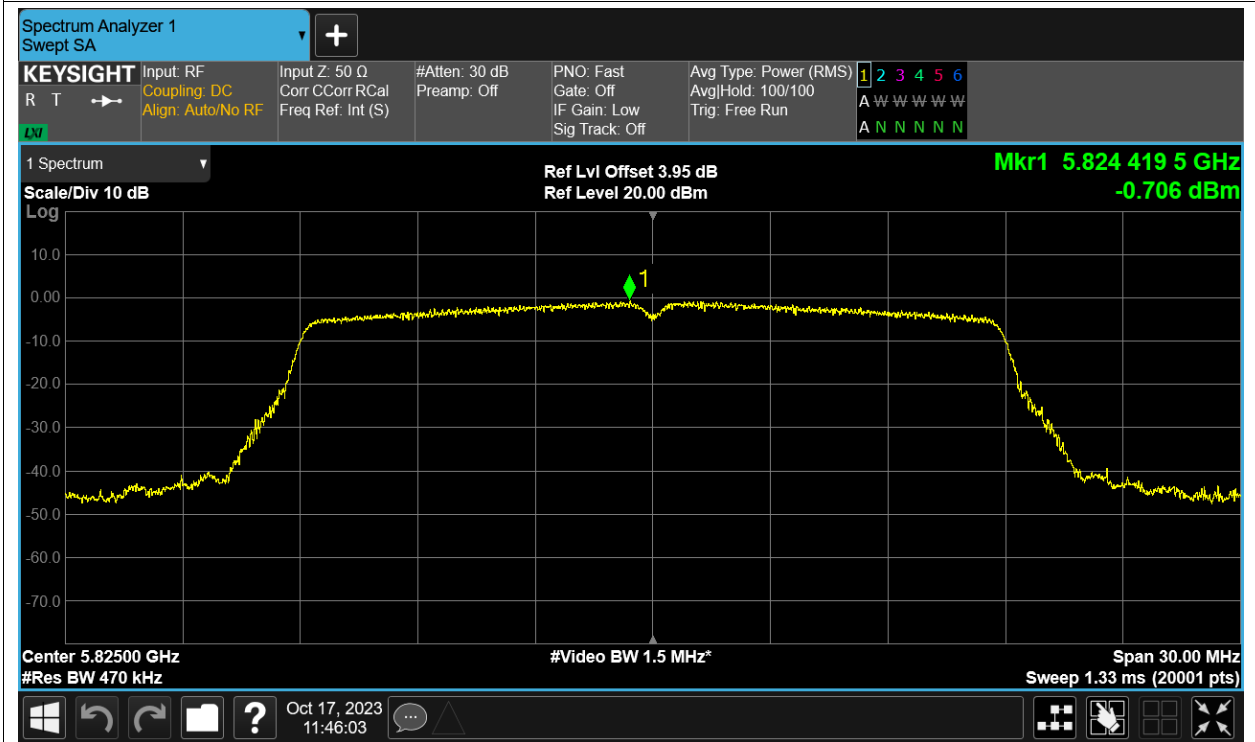 Spectrum Analyzer 1
Swept SA
+
KEYSIGHT
R T
LXI
Input: RF
Coupling: DC
Align: Auto/No RF
Input Z: 50 Ω
Corr CCorr RCal
Freq Ref: Int (S)
#Atten: 30 dB
Preamp: Off
PNO: Fast
Gate: Off
IF Gain: Low
Sig Track: Off
Avg Type: Power (RMS)
Avg|Hold: 100/100
Trig: Free Run
1 2 3 4 5 6
A W W W W W
A N N N N N
1 Spectrum
Scale/Div 10 dB
Log
Ref Lvl Offset 3.95 dB
Ref Level 20.00 dBm
Mkr1 5.824 419 5 GHz
-0.706 dBm
10.0
0.00
-10.0
-20.0
-30.0
-40.0
-50.0
-60.0
-70.0
1
Center 5.82500 GHz
#Res BW 470 kHz
#Video BW 1.5 MHz*
Span 30.00 MHz
Sweep 1.33 ms (20001 pts)
?
Oct 17, 2023
11:46:03